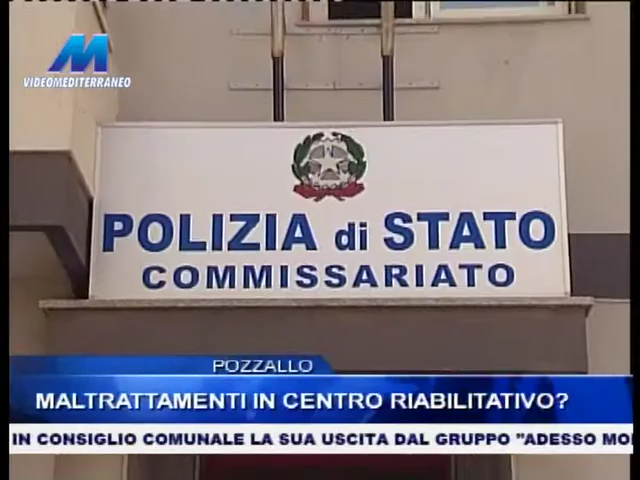 M
VIDEOMEDITERRANEO
POLIZIA di STATO
COMMISSARIATO
POZZALLO
MALTRATTAMENTI IN CENTRO RIABILITATIVO?
IN CONSIGLIO COMUNALE LA SUA USCITA DAL GRUPPO "ADESSO